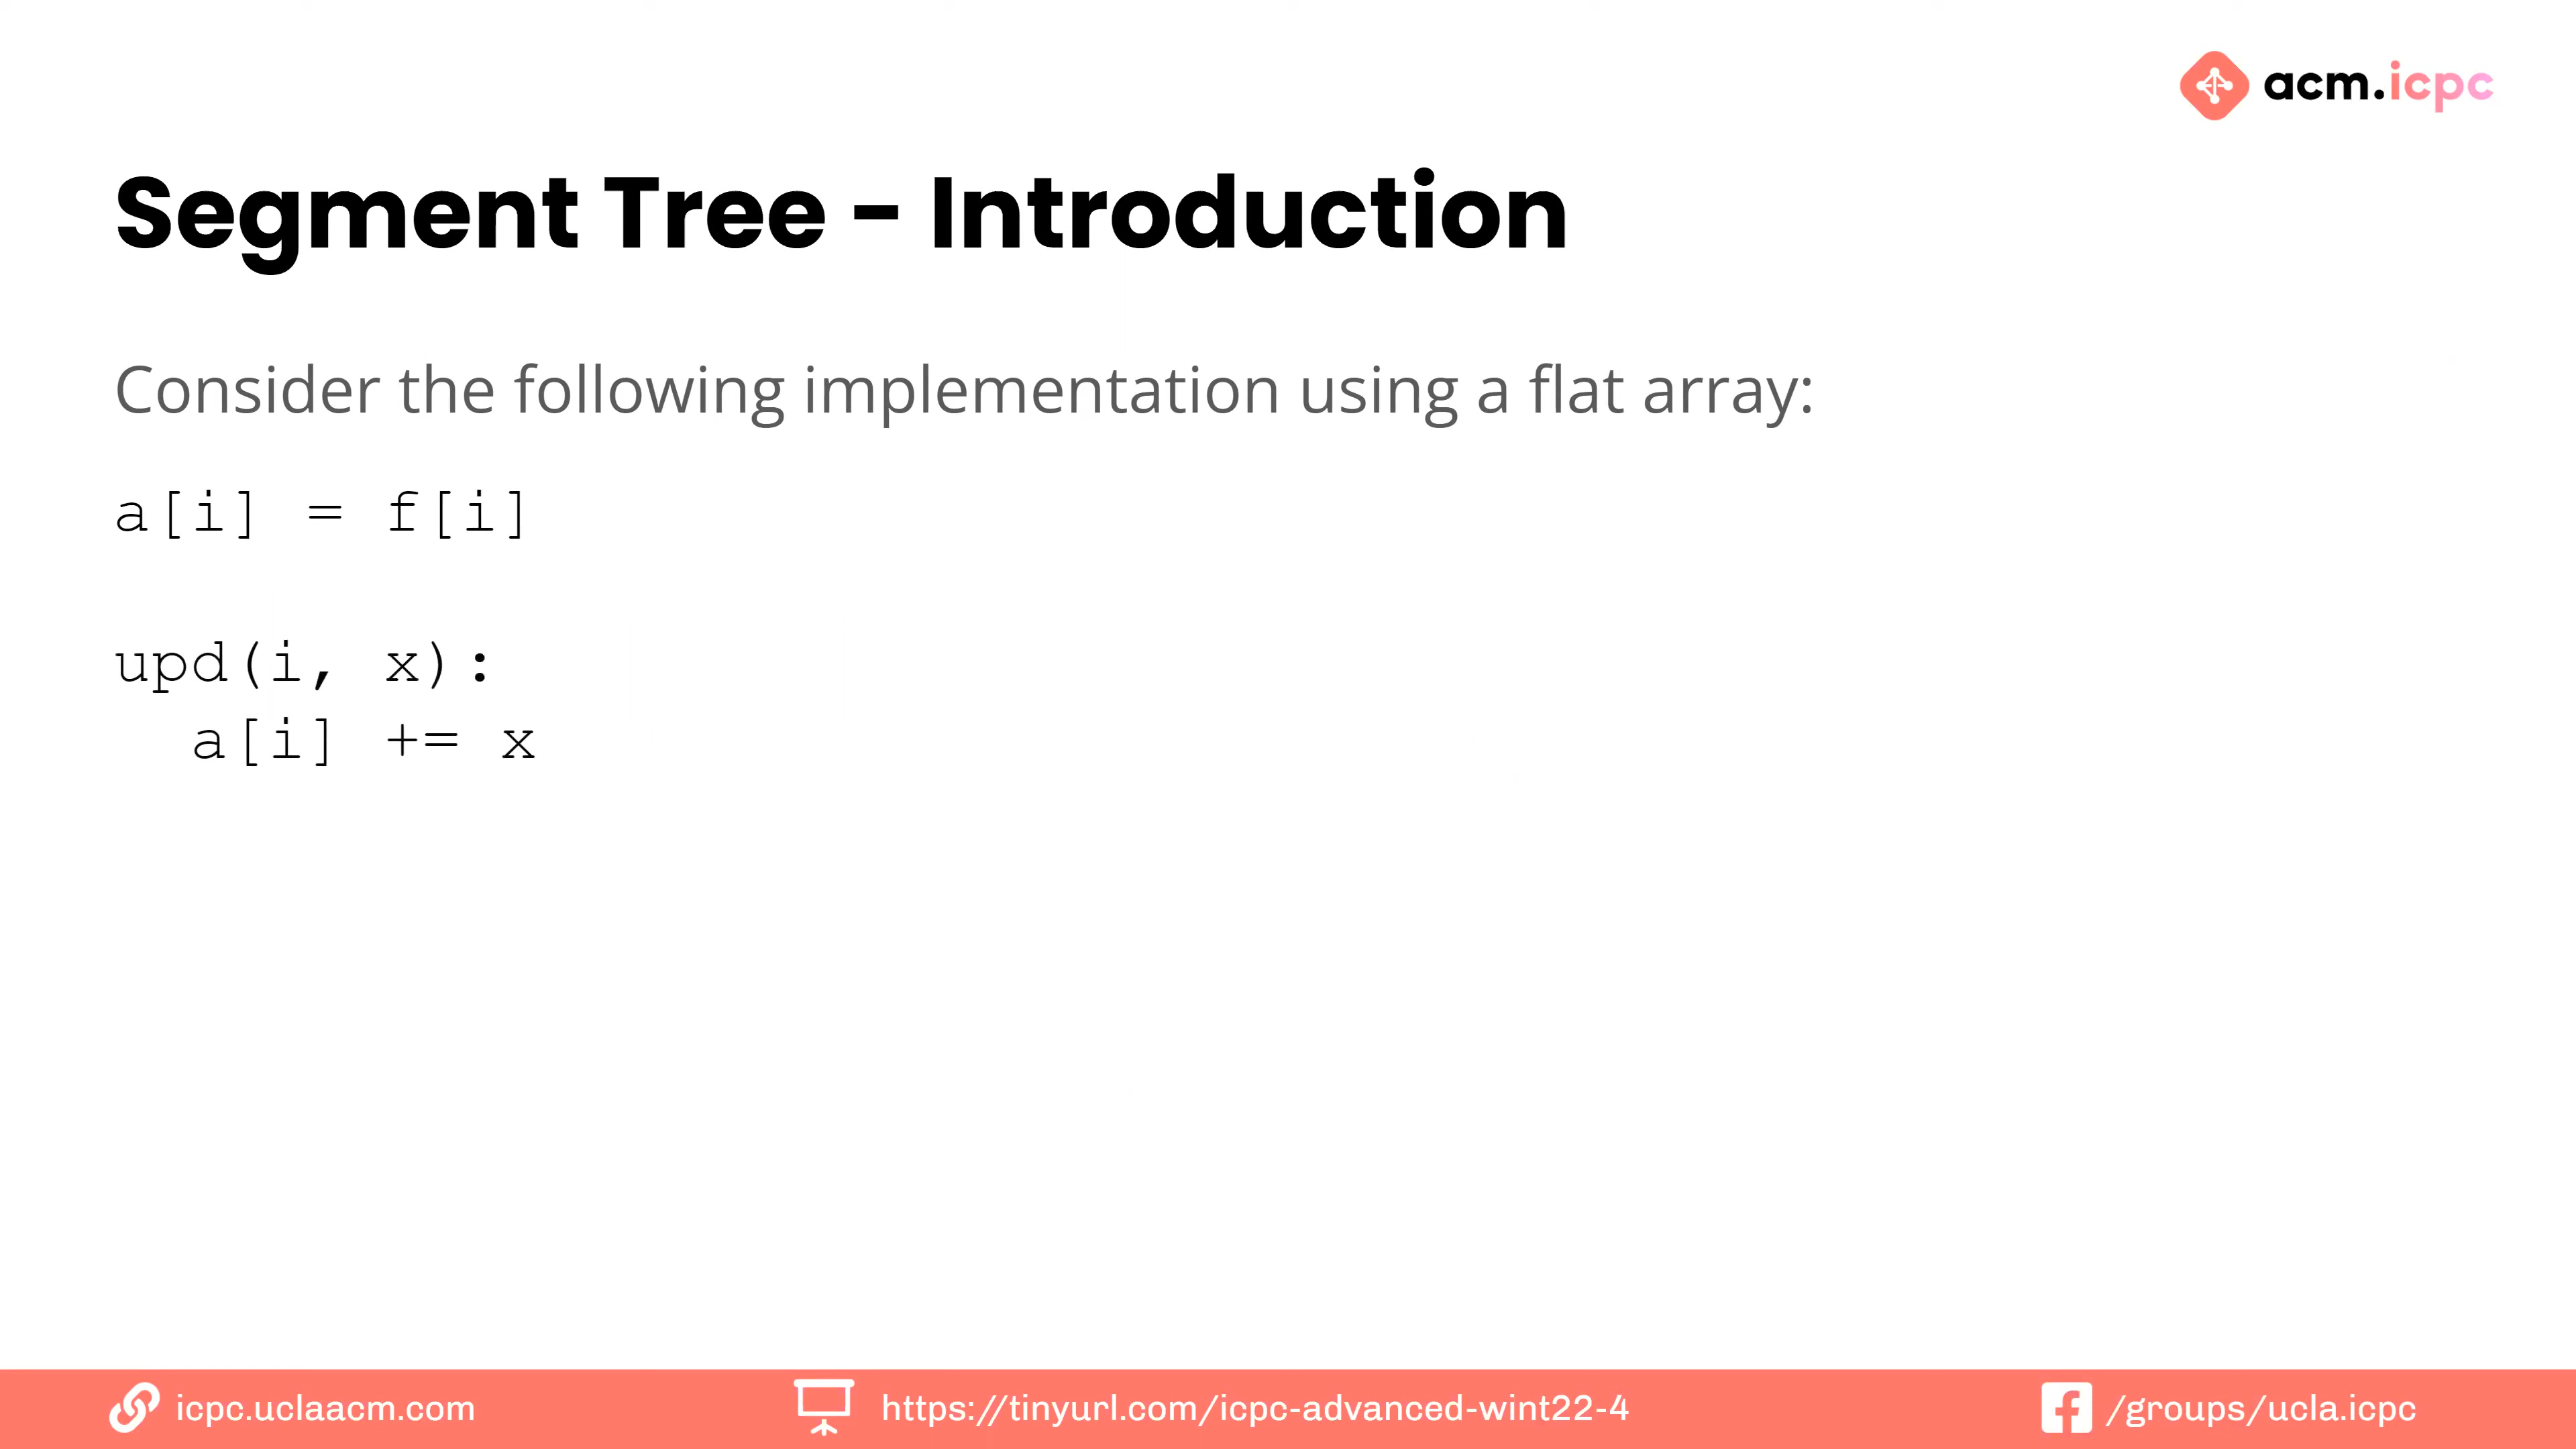 acm.icpc
Segment Tree - Introduction
Consider the following implementation using a flat array:
a[i] = f[i]
upd(i, x):
  a[i] += x
icpc.uclaacm.com
https://tinyurl.com/icpc-advanced-wint22-4
/groups/ucla.icpc